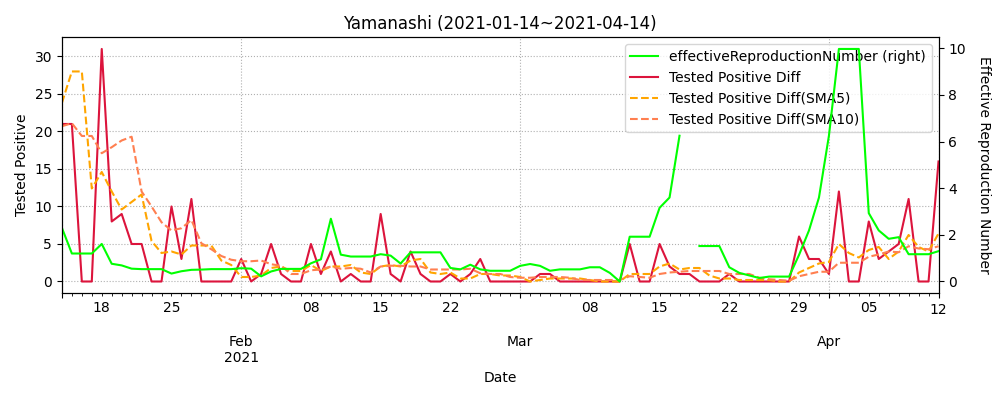 Yamanashi (2021-01-14~2021-04-14)
effectiveReproductionNumber (right)
Tested Positive Diff
Tested Positive Diff(SMA5)
Tested Positive Diff(SMA10)
Tested Positive
30
25
20
15
10
5
0
10
8
6
4
2
0
Effective Reproduction Number
18 25 08 15 22 08 15 22 29 05 12
Feb Mar Apr
2021
Date